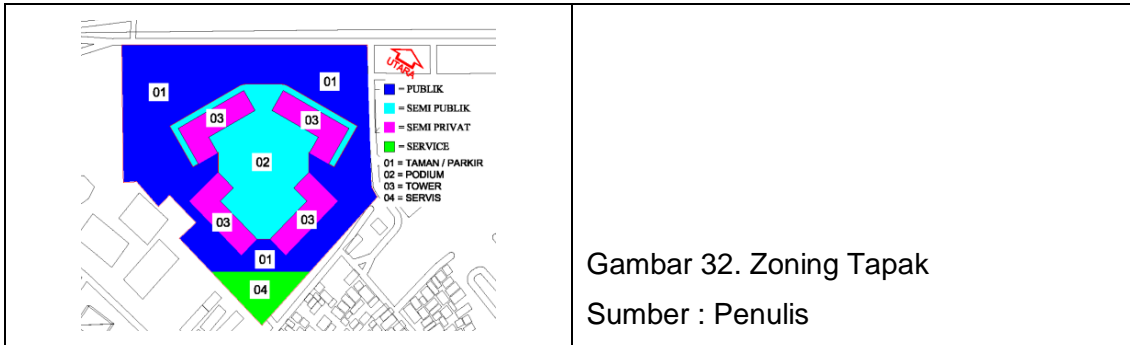 UTARA
01
01
= PUBLIK
= SEMI PUBLIK
03
03
= SEMI PRIVAT
= SERVICE
02
01 = TAMAN / PARKIR
02 = PODIUM
03 = TOWER
04 = SERVIS
03
03
01
04
Gambar 32. Zoning Tapak
Sumber : Penulis